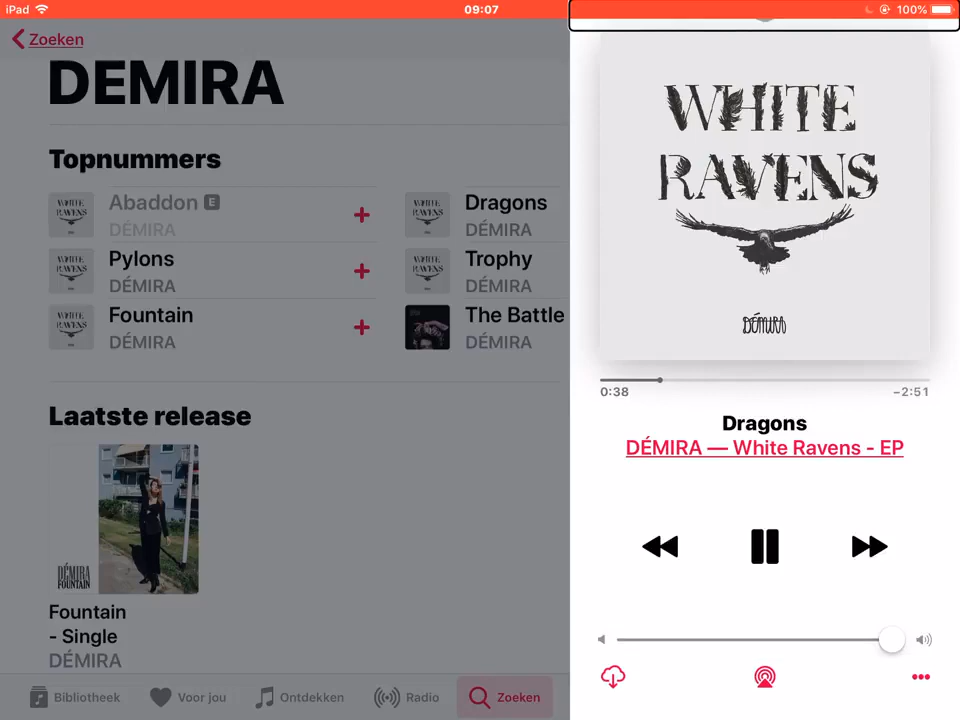 iPad
09:07
100%
Zoeken
DÉMIRA
Topnummers
Abaddon E
DÉMIRA
Dragons
DÉMIRA
Pylons
DÉMIRA
Trophy
DÉMIRA
Fountain
DÉMIRA
The Battle
DÉMIRA
Laatste release
DÉMIRA
FOUNTAIN
Fountain
- Single
DÉMIRA
Bibliotheek
Voor jou
Ontdekken
Radio
Zoeken
WHITE
RAVENS
DÉMIRA
0:38
−2:51
Dragons
DÉMIRA — White Ravens - EP